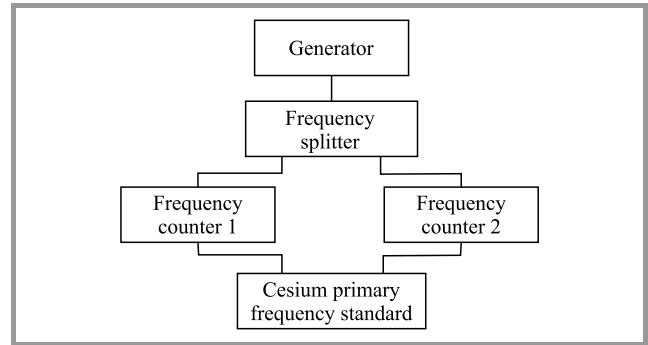 Generator
Frequency
splitter
Frequency
counter 1
Frequency
counter 2
Cesium primary
frequency standard